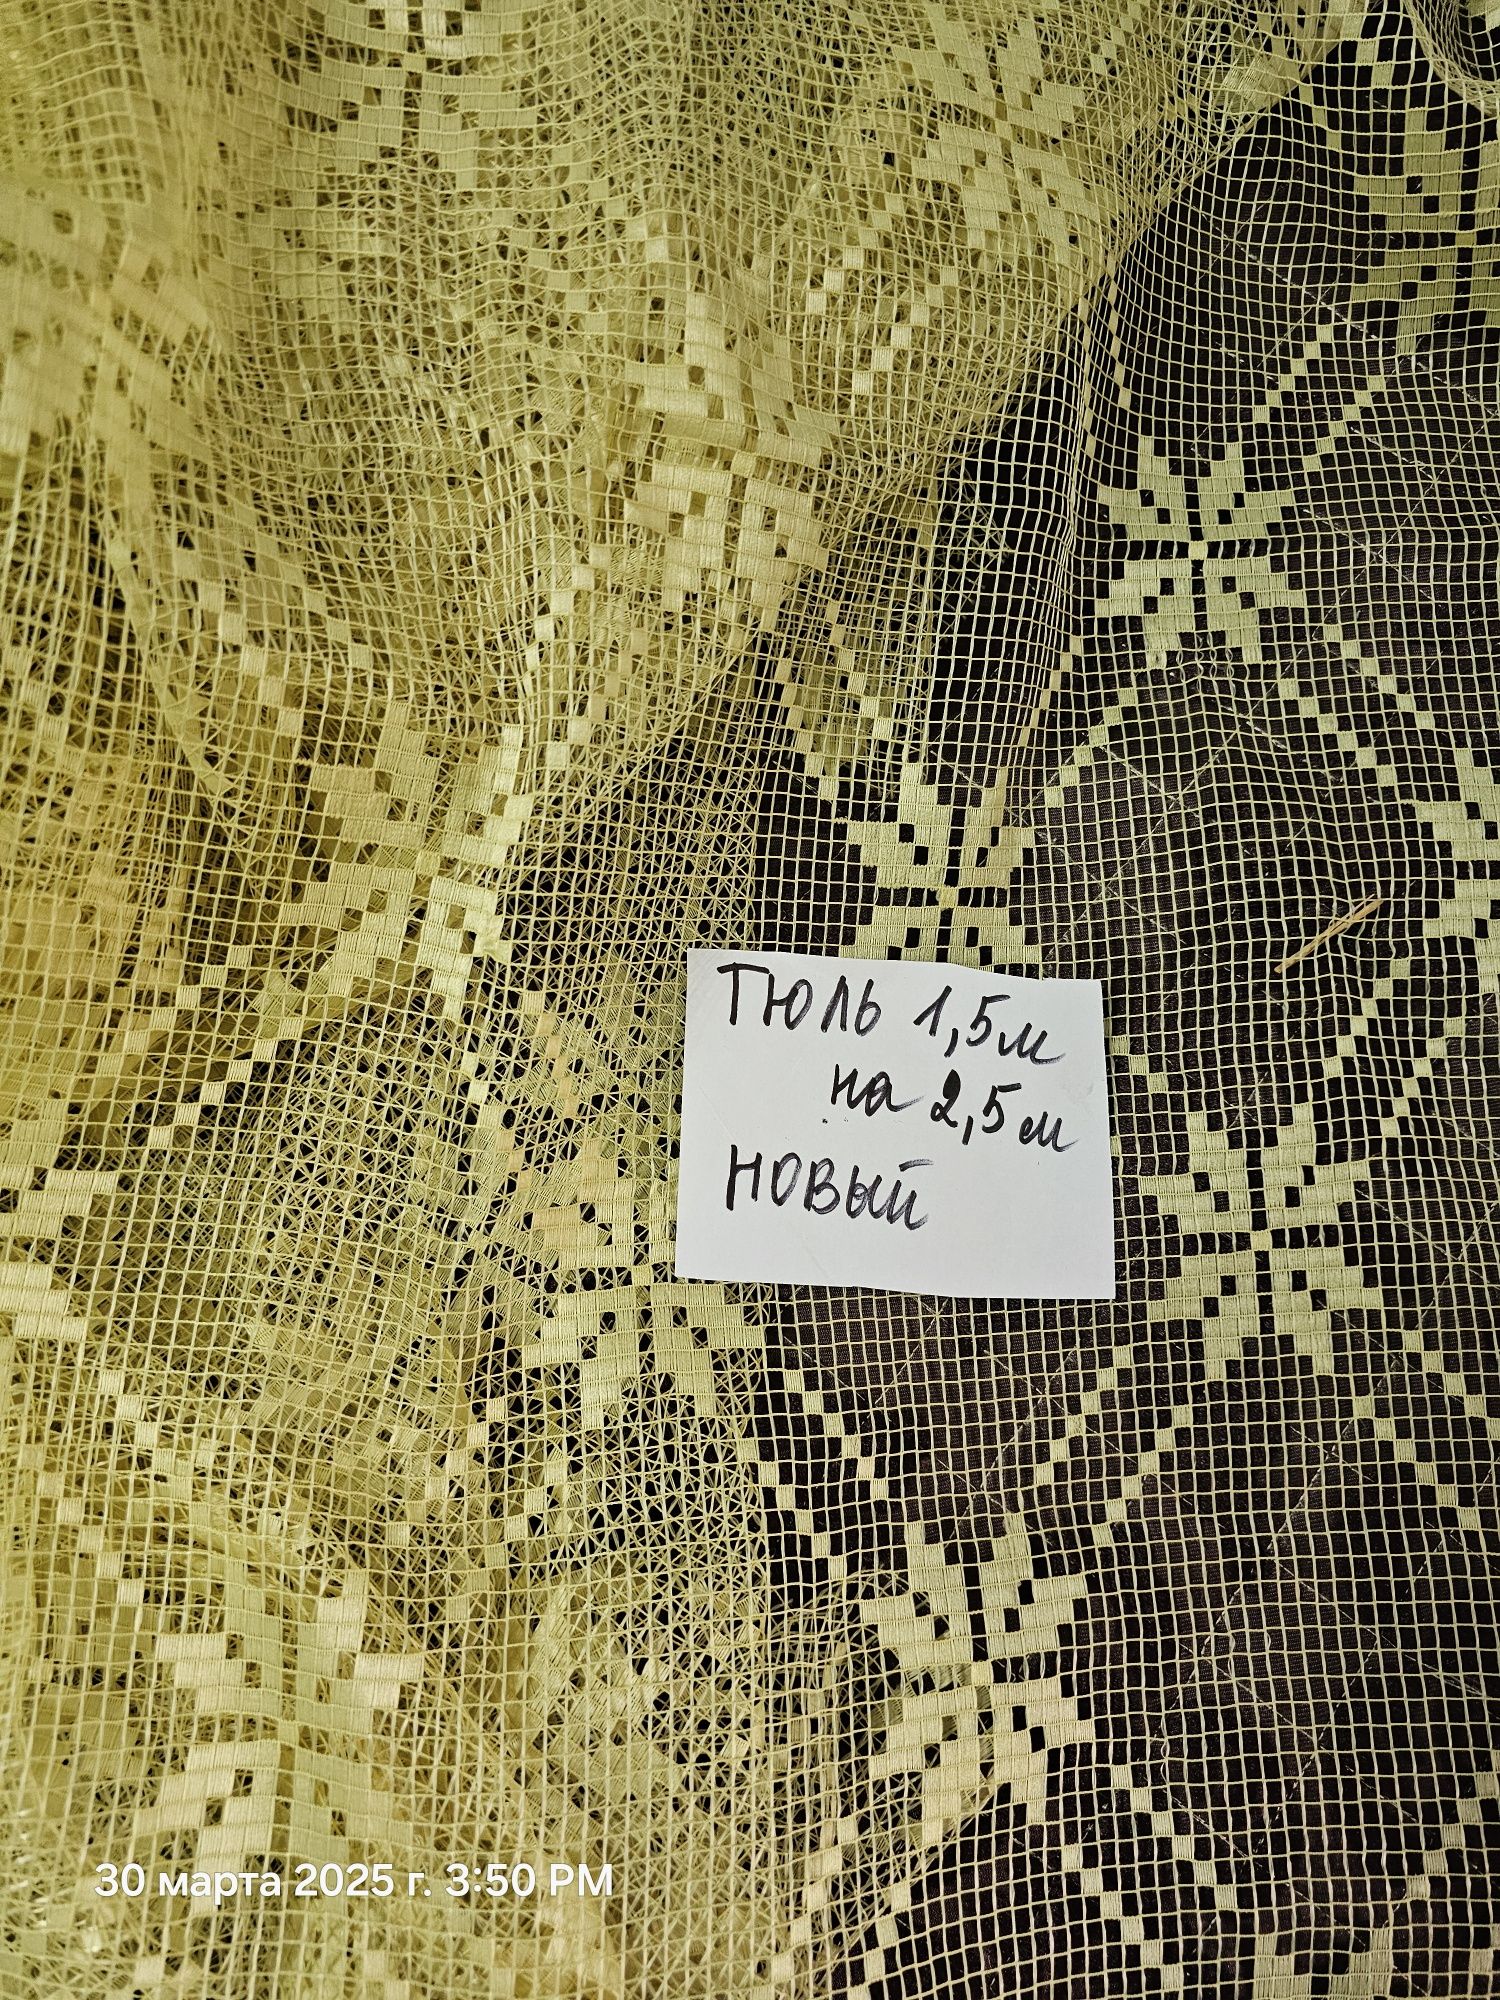 Тюль 1,5м
на 2,5м
новый
30 марта 2025 г. 3:50 PM